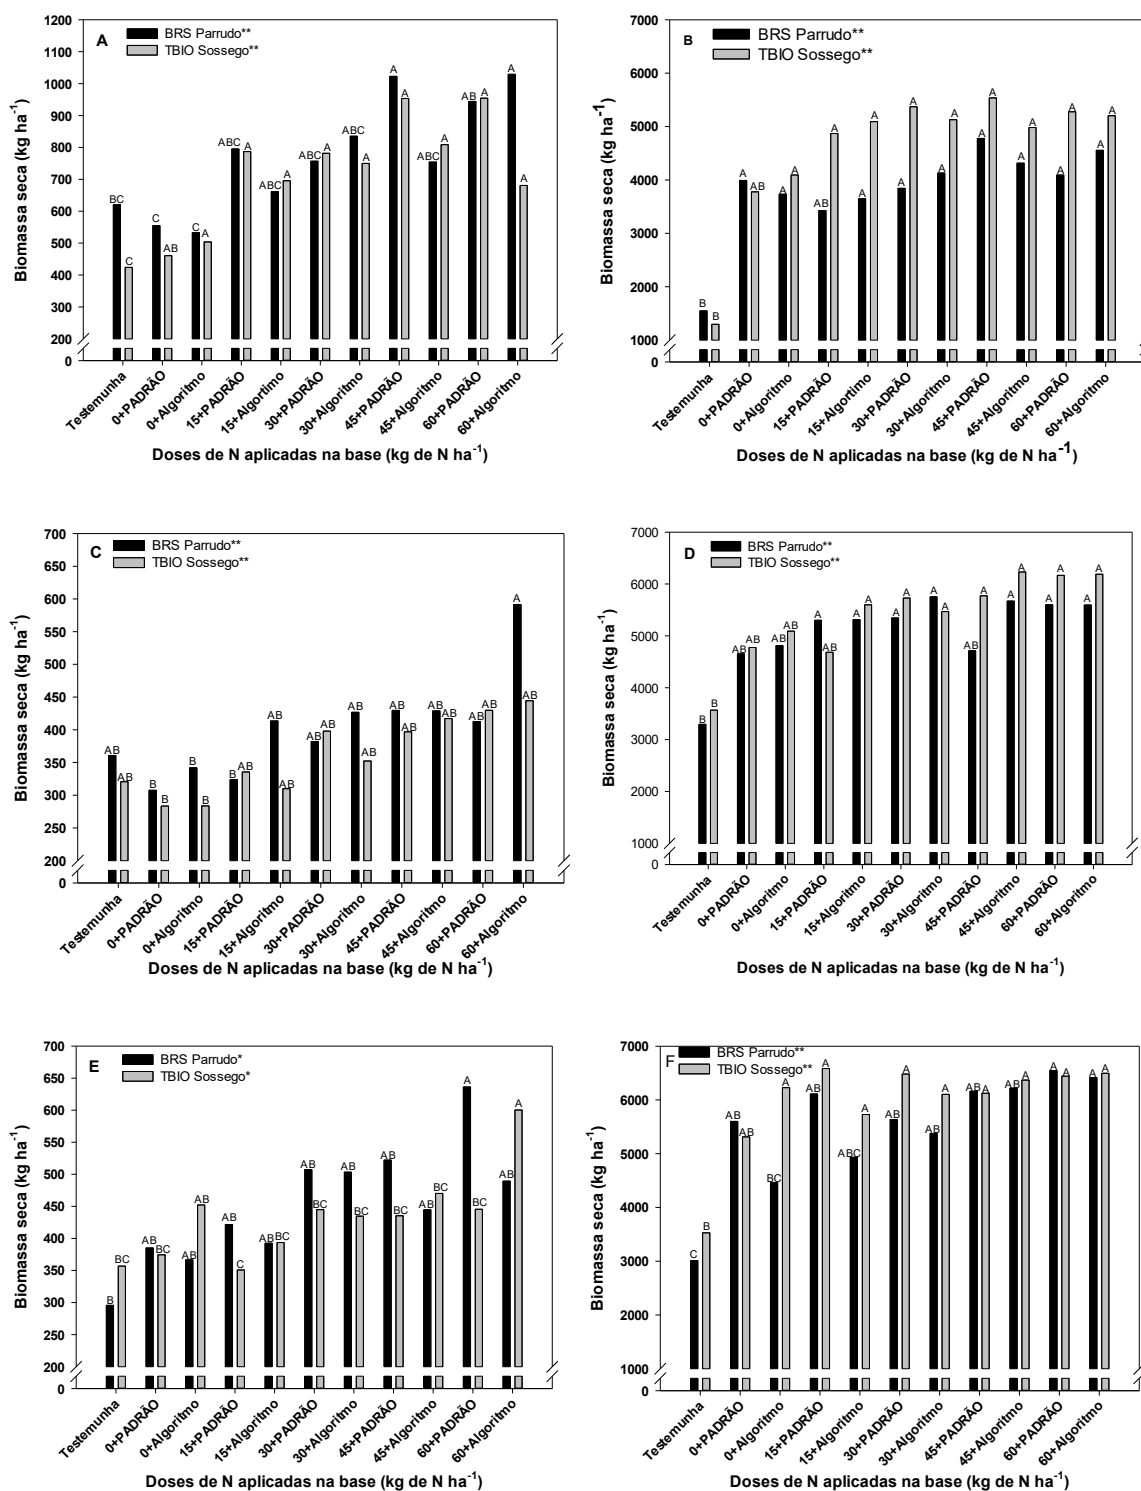 A
BRS Parrudo**
TBIO Sossego**
Biomassa seca (kg ha-1)
1200
1100
1000
900
800
700
600
500
400
300
200
0
BC C C AB C A ABC A ABC A ABC A ABC A A A ABC A AB A A A
Testemunha
0+PADRÃO
0+Algoritmo
15+PADRÃO
15+Algoritmo
30+PADRÃO
30+Algoritmo
45+PADRÃO
45+Algoritmo
60+PADRÃO
60+Algoritmo
Doses de N aplicadas na base (kg de N ha-1)
B
BRS Parrudo**
TBIO Sossego**
Biomassa seca (kg ha-1)
7000
6000
5000
4000
3000
2000
1000
0
B B A AB A A AB A A A A A A A A A A A A A A A
Testemunha
0+PADRÃO
0+Algoritmo
15+PADRÃO
15+Algoritmo
30+PADRÃO
30+Algoritmo
45+PADRÃO
45+Algoritmo
60+PADRÃO
60+Algoritmo
Doses de N aplicadas na base (kg de N ha-1)
C
BRS Parrudo**
TBIO Sossego**
Biomassa seca (kg ha-1)
700
650
600
550
500
450
400
350
300
250
200
0
AB AB B B B B B AB AB AB AB AB AB AB AB AB AB AB AB AB A AB
Testemunha
0+PADRÃO
0+Algoritmo
15+PADRÃO
15+Algoritmo
30+PADRÃO
30+Algoritmo
45+PADRÃO
45+Algoritmo
60+PADRÃO
60+Algoritmo
Doses de N aplicadas na base (kg de N ha-1)
D
BRS Parrudo**
TBIO Sossego**
Biomassa seca (kg ha-1)
7000
6000
5000
4000
3000
2000
1000
0
B B AB AB AB AB A AB A A A A A A AB A A A A A A A
Testemunha
0+PADRÃO
0+Algoritmo
15+PADRÃO
15+Algoritmo
30+PADRÃO
30+Algoritmo
45+PADRÃO
45+Algoritmo
60+PADRÃO
60+Algoritmo
Doses de N aplicadas na base (kg de N ha-1)
E
BRS Parrudo*
TBIO Sossego*
Biomassa seca (kg ha-1)
700
650
600
550
500
450
400
350
300
250
200
0
B BC AB BC AB AB AB C AB BC AB BC AB BC AB BC AB BC A BC AB A
Testemunha
0+PADRÃO
0+Algoritmo
15+PADRÃO
15+Algoritmo
30+PADRÃO
30+Algoritmo
45+PADRÃO
45+Algoritmo
60+PADRÃO
60+Algoritmo
Doses de N aplicadas na base (kg de N ha-1)
F
BRS Parrudo**
TBIO Sossego**
Biomassa seca (kg ha-1)
7000
6000
5000
4000
3000
2000
1000
0
C B AB AB BC A AB A ABC A AB A AB A AB A AB A A A A A
Testemunha
0+PADRÃO
0+Algoritmo
15+PADRÃO
15+Algoritmo
30+PADRÃO
30+Algoritmo
45+PADRÃO
45+Algoritmo
60+PADRÃO
60+Algoritmo
Doses de N aplicadas na base (kg de N ha-1)